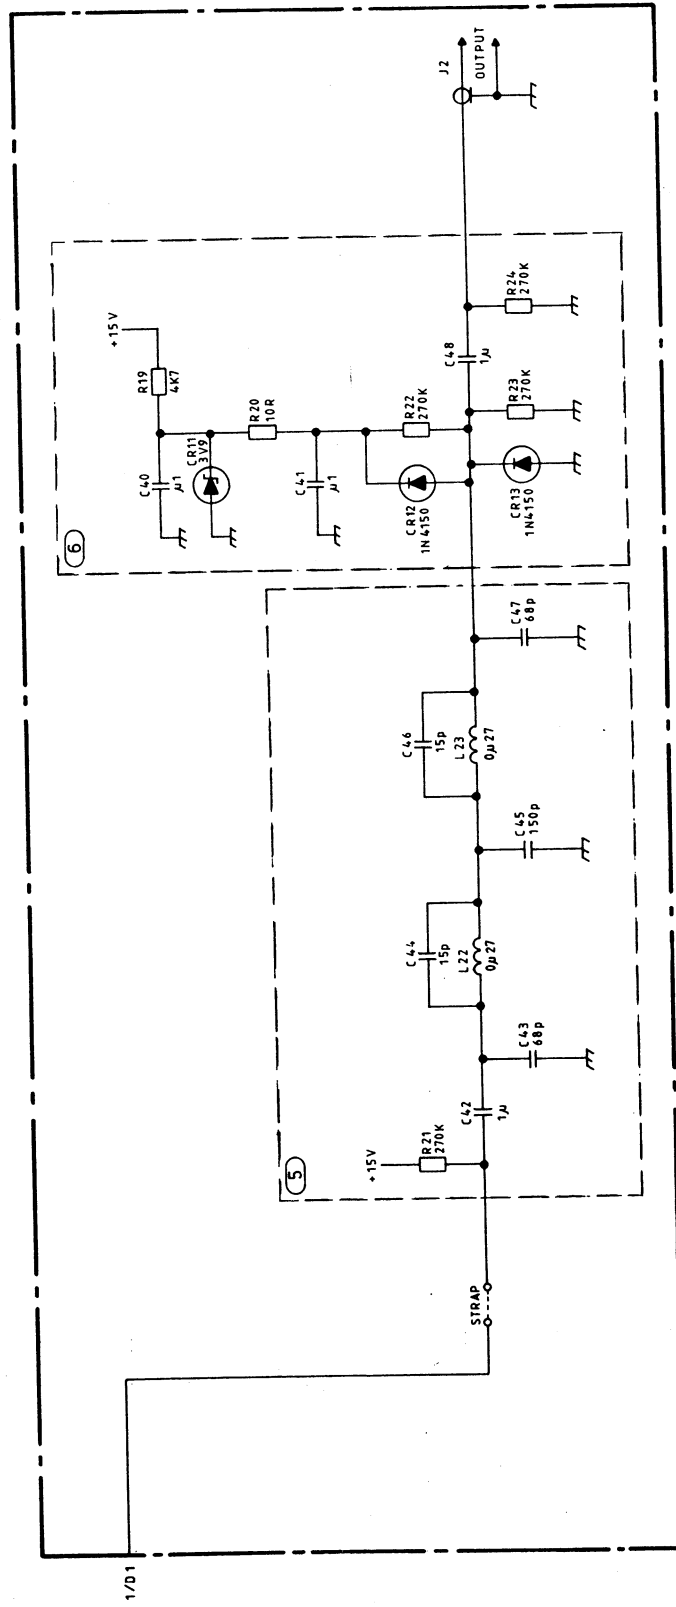 J2
OUTPUT
+15V
R19
4K7
C40
µ1
CR11
3V9
R20
10R
C41
µ1
R22
270K
CR12
1N4150
C48
1µ
R24
270K
R23
270K
CR13
1N4150
6
C47
68p
C46
15p
L23
0µ27
C45
150p
C44
15p
L22
0µ27
C43
68p
C42
1µ
+15V
R21
270K
5
STRAP
1/D1